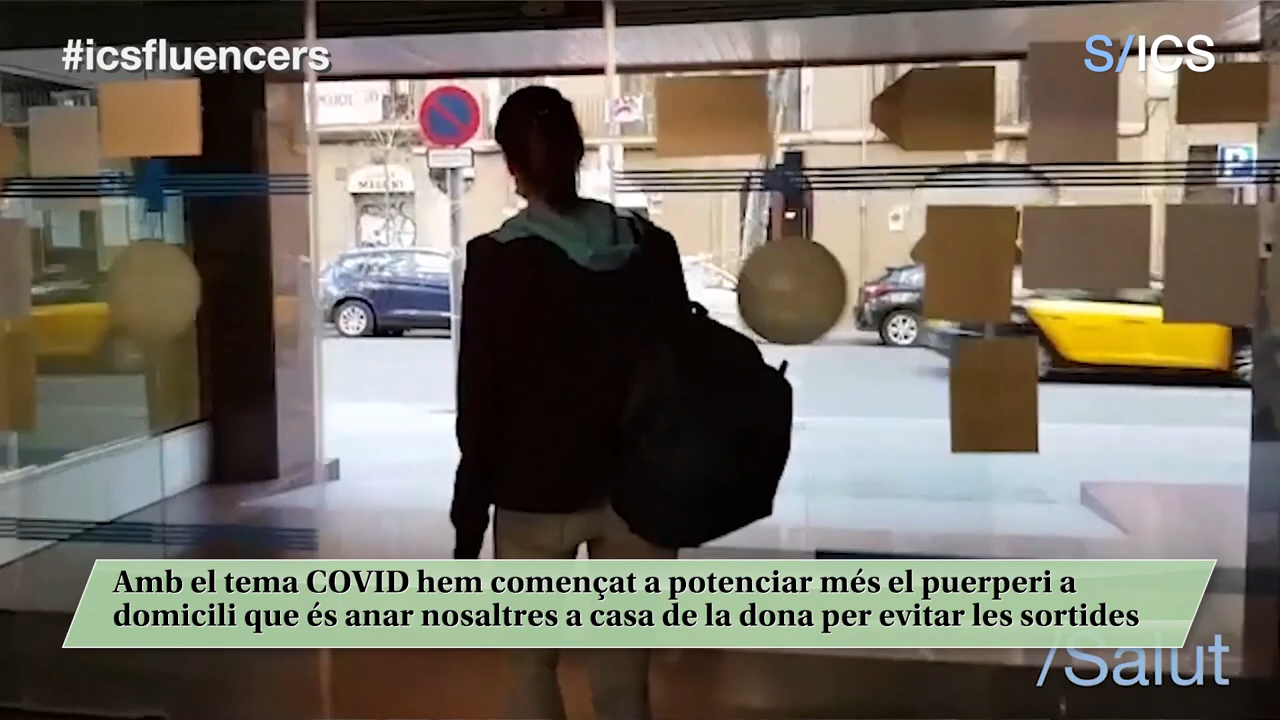 #icsfluencers
S/ICS
P
Amb el tema COVID hem començat a potenciar més el puerperi a
domicili que és anar nosaltres a casa de la dona per evitar les sortides
/Salut